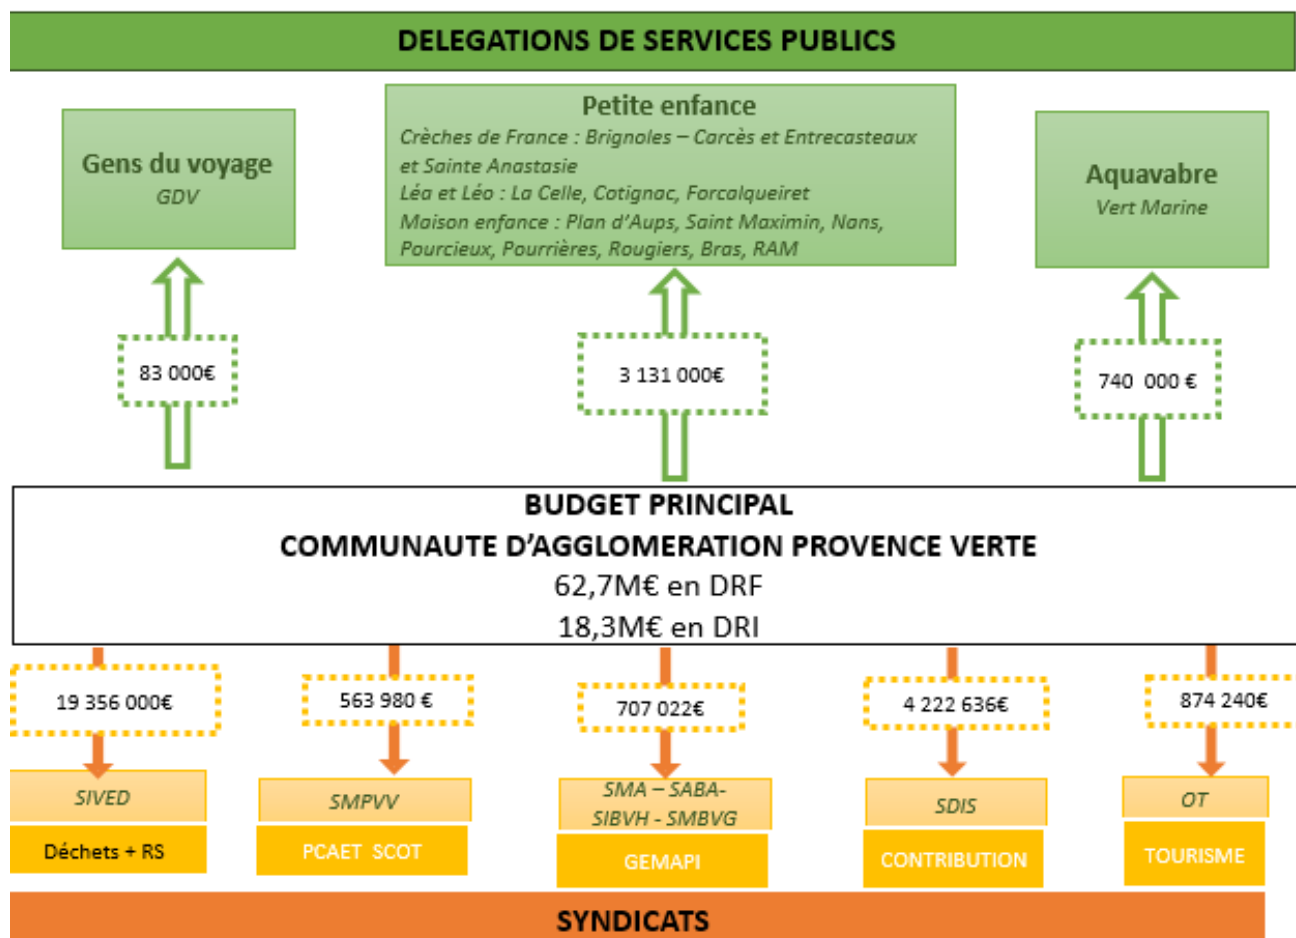 DELEGATIONS DE SERVICES PUBLICS
Gens du voyage
GDV
Petite enfance
Crèches de France : Brignoles – Carcès et Entrecasteaux
et Sainte Anastasie
Léa et Léo : La Celle, Cotignac, Forcalqueiret
Maison enfance : Plan d'Aups, Saint Maximin, Nans,
Pourcieux, Pourrières, Rougiers, Bras, RAM
Aquavabre
Vert Marine
83 000€
3 131 000€
740 000 €
BUDGET PRINCIPAL
COMMUNAUTE D'AGGLOMERATION PROVENCE VERTE
62,7M€ en DRF
18,3M€ en DRI
19 356 000€
563 980 €
707 022€
4 222 636€
874 240€
SIVED
Déchets + RS
SMPVV
PCAET SCOT
SMA – SABA-
SIBVH - SMBVG
GEMAPI
SDIS
CONTRIBUTION
OT
TOURISME
SYNDICATS